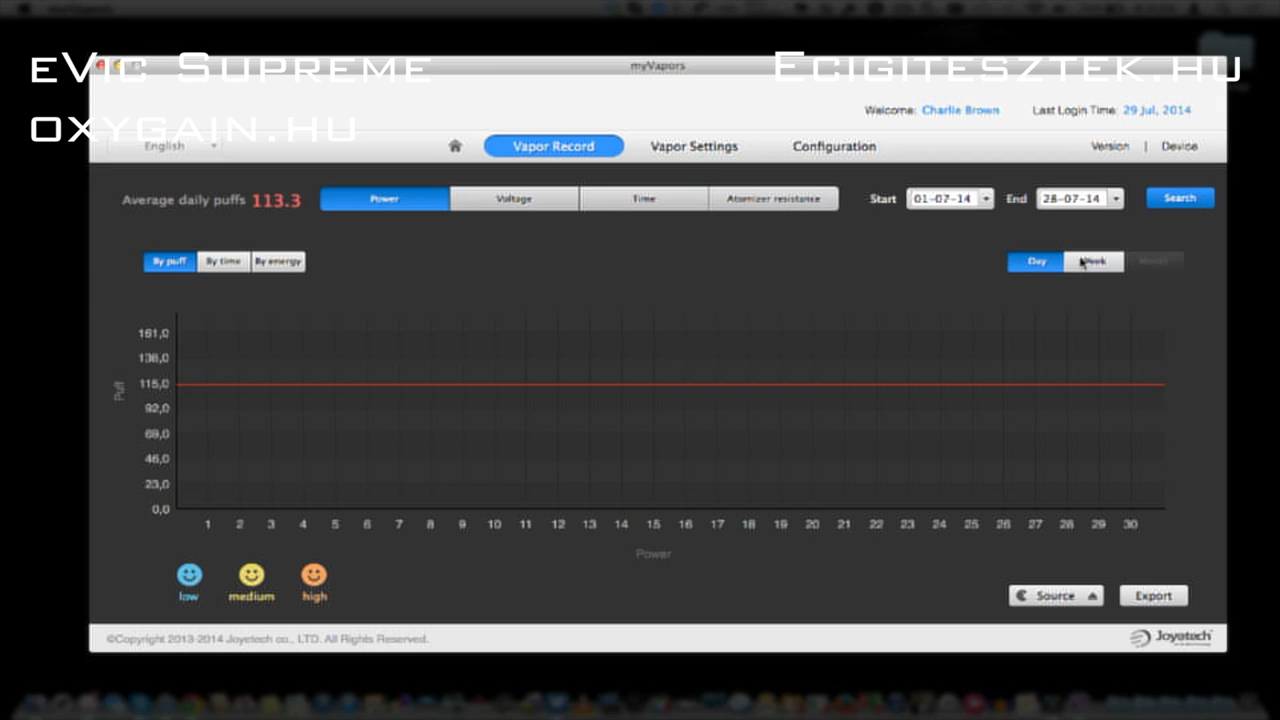 eVic Supreme
Ecigitesztek.hu
oxygain.hu
myVapors
Welcome: Charlie Brown Last Login Time: 29 Jul, 2014
English Vapor Record Vapor Settings Configuration Version | Device
Average daily puffs 113.3 Power Voltage Time Atomizer resistance Start 01-07-14 End 28-07-14 Search
By puff By time By energy Day Week Month
161,0
138,0
115,0
92,0
69,0
46,0
23,0
0,0
Puff
1 2 3 4 5 6 7 8 9 10 11 12 13 14 15 16 17 18 19 20 21 22 23 24 25 26 27 28 29 30
Power
low medium high
Source Export
©Copyright 2013-2014 Joyetech co., LTD. All Rights Reserved.
Joyetech